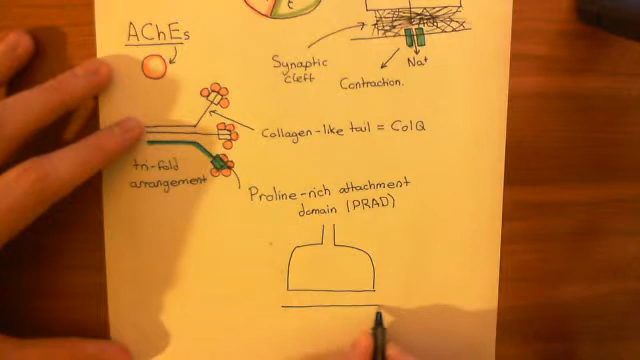 AChEs
Synaptic
cleft
Na⁺
Contraction.
Collagen-like tail = ColQ
tri-fold
arrangement
Proline-rich attachment
domain (PRAD)